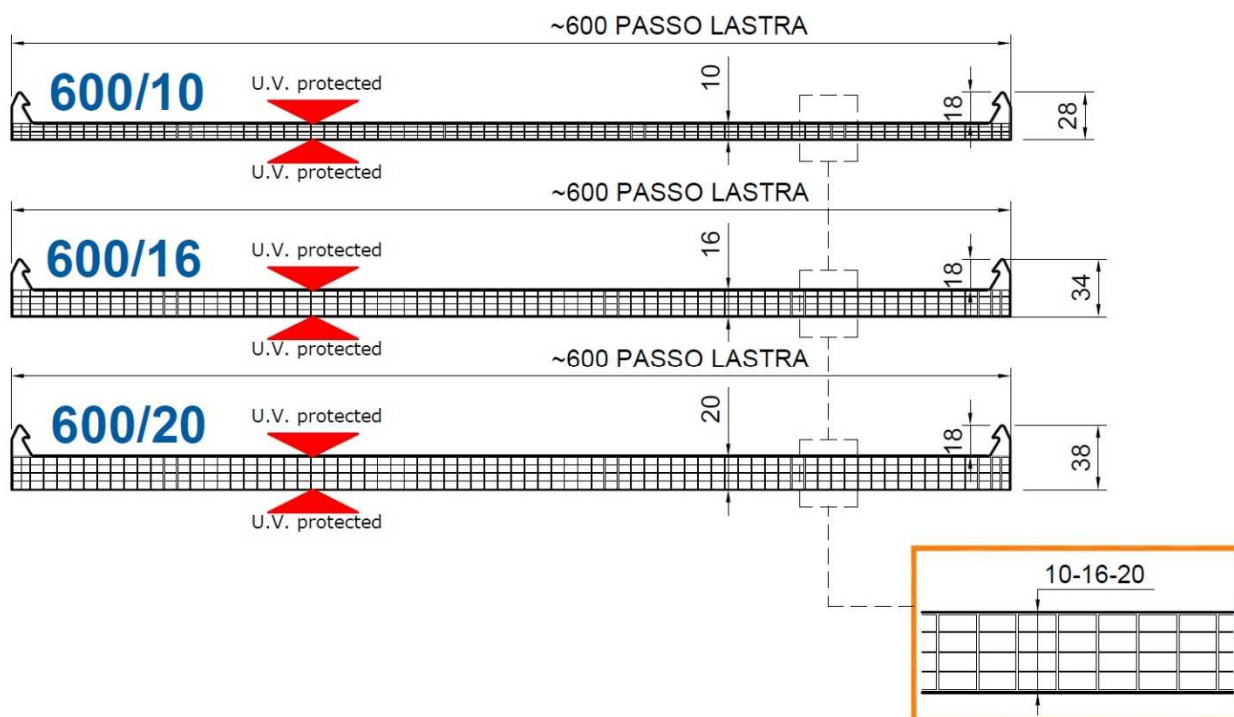 ~600 PASSO LASTRA
600/10
U.V. protected
10
18
28
U.V. protected
~600 PASSO LASTRA
600/16
U.V. protected
16
18
34
U.V. protected
~600 PASSO LASTRA
600/20
U.V. protected
20
18
38
U.V. protected
10-16-20